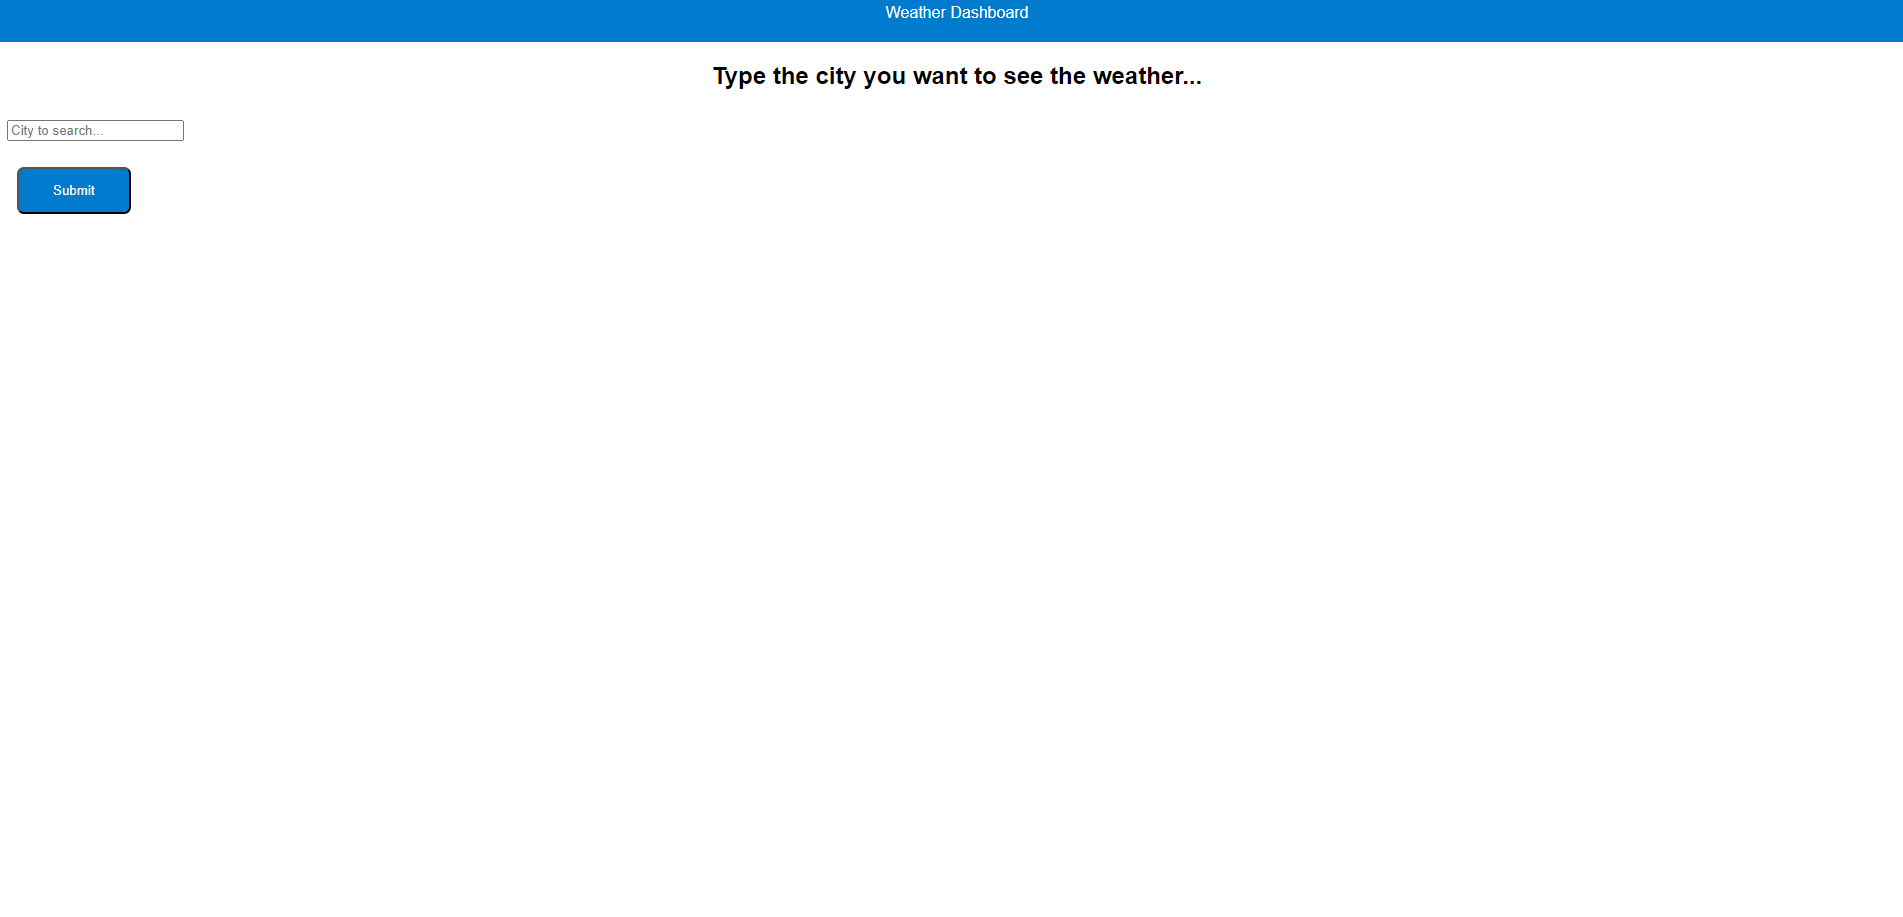 Weather Dashboard
Type the city you want to see the weather...
City to search...
Submit